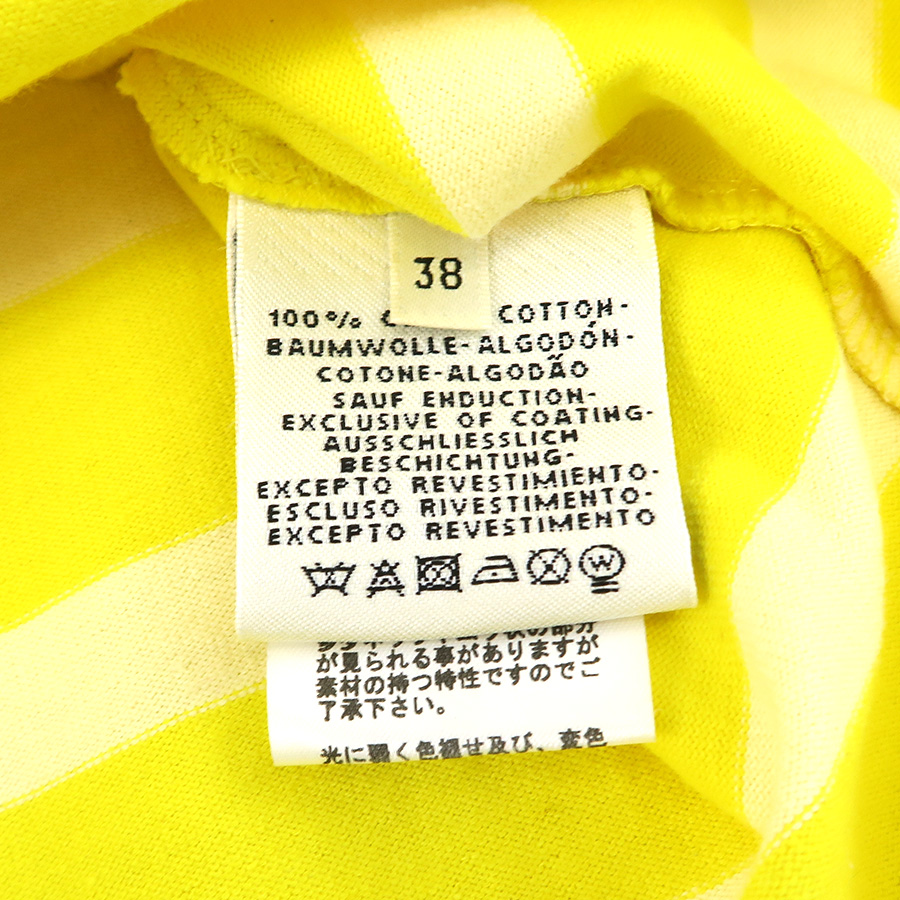 38
100% COTTON-
BAUMWOLLE-ALGODÓN-
COTONE-ALGODÃO
SAUF ENDUCTION-
EXCLUSIVE OF COATING-
AUSSCHLIESSLICH
BESCHICHTUNG-
EXCEPTO REVESTIMIENTO-
ESCLUSO RIVESTIMENTO-
EXCEPTO REVESTIMENTO
W
の部分
が見られる事がありますが
素材の持つ特性ですのでご
了承下さい。
光に弱く色褪せ及び、変色